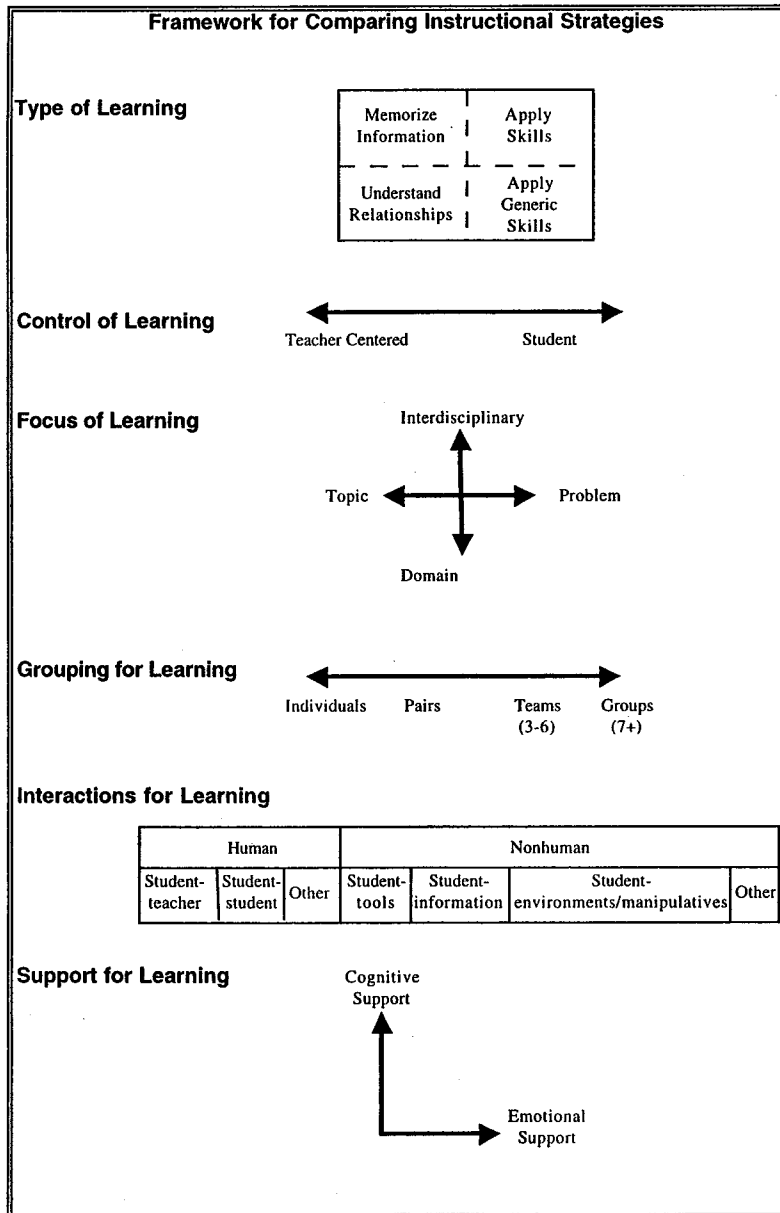 Framework for Comparing Instructional Strategies
Type of Learning
Memorize
Information
Apply
Skills
Understand
Relationships
Apply
Generic
Skills
Control of Learning
Teacher Centered
Student
Focus of Learning
Interdisciplinary
Topic
Problem
Domain
Grouping for Learning
Individuals
Pairs
Teams
(3-6)
Groups
(7+)
Interactions for Learning
Human
Nonhuman
Student-
teacher
Student-
student
Other
Student-
tools
Student-
information
Student-
environments/manipulatives
Other
Support for Learning
Cognitive
Support
Emotional
Support